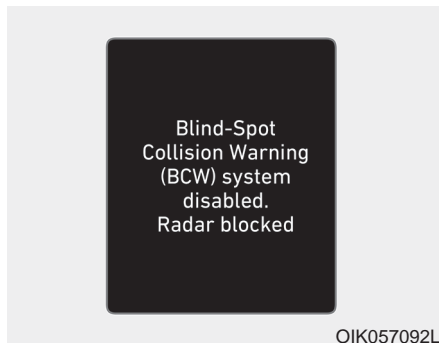 Blind-Spot
Collision Warning
(BCW) system
disabled.
Radar blocked
OIK057092L